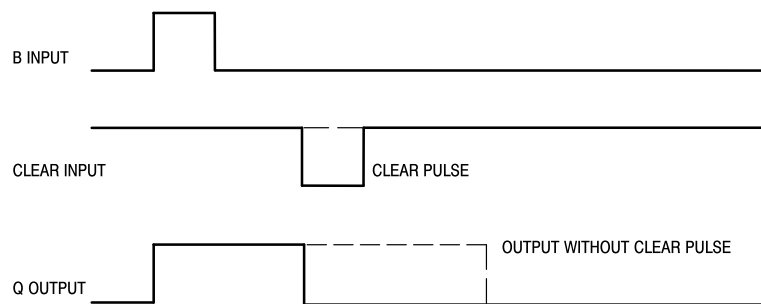 B INPUT
CLEAR INPUT
CLEAR PULSE
OUTPUT WITHOUT CLEAR PULSE
Q OUTPUT